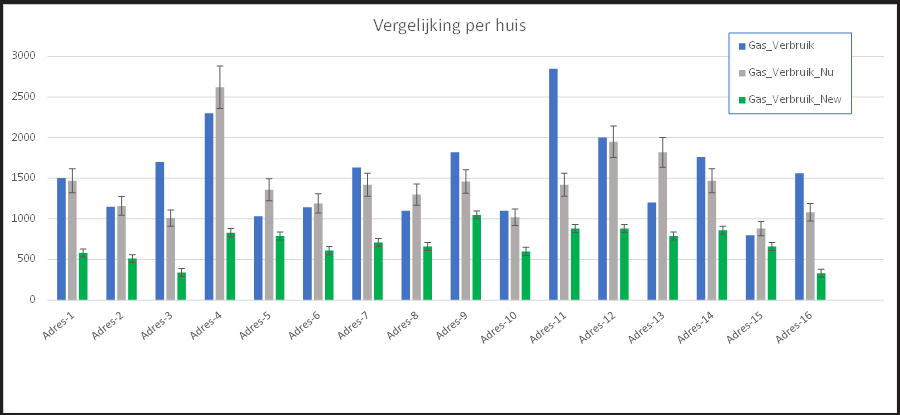 Vergelijking per huis
Gas_Verbruik
Gas_Verbruik_Nu
Gas_Verbruik_New
3000
2500
2000
1500
1000
500
0
Adres-1
Adres-2
Adres-3
Adres-4
Adres-5
Adres-6
Adres-7
Adres-8
Adres-9
Adres-10
Adres-11
Adres-12
Adres-13
Adres-14
Adres-15
Adres-16